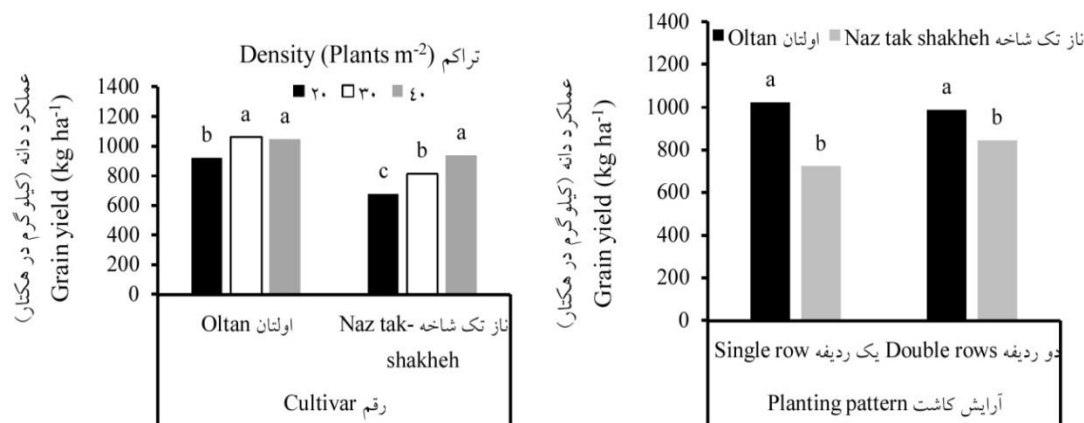 تراکم Density (Plants m⁻²)
۲۰ ۳۰ ٤۰
عملکرد دانه (کیلوگرم در هکتار)
Grain yield (kg ha⁻¹)
1400
1200
1000
800
600
400
200
0
b a a c b a
اولتان Oltan
ناز تک شاخه Naz tak-
shakheh
رقم Cultivar
اولتان Oltan ناز تک شاخه Naz tak shakheh
عملکرد دانه (کیلوگرم در هکتار)
Grain yield (kg ha⁻¹)
1400
1200
1000
800
600
400
200
0
a b a b
یک ردیفه Single row دو ردیفه Double rows
آرایش کاشت Planting pattern